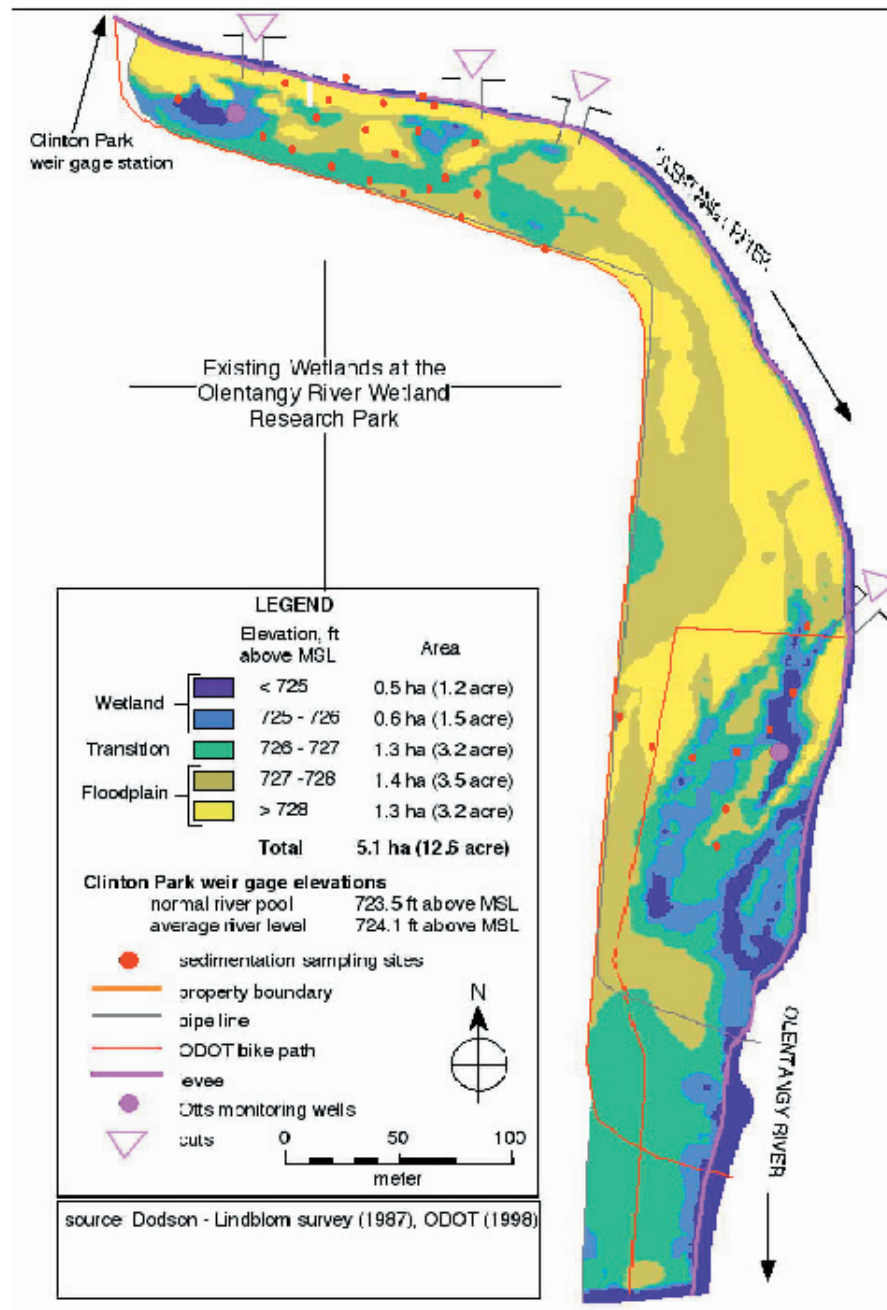 Clinton Park
weir gage station
OLENTANGY RIVER
Existing Wetlands at the
Olentangy River Wetland
Research Park
LEGEND
Elevation, ft
above MSL
Area
Wetland
< 725
0.5 ha (1.2 acre)
725 - 726
0.6 ha (1.5 acre)
Transition
726 - 727
1.3 ha (3.2 acre)
Floodplain
727 -728
1.4 ha (3.5 acre)
> 728
1.3 ha (3.2 acre)
Total 5.1 ha (12.6 acre)
Clinton Park weir gage elevations
normal river pool 723.5 ft above MSL
average river level 724.1 ft above MSL
sedimentation sampling sites
property boundary
pipe line
ODOT bike path
levee
Otts monitoring wells
cuts
N
0 50 100
meter
source: Dodson - Lindblom survey (1987), ODOT (1998)
OLENTANGY RIVER